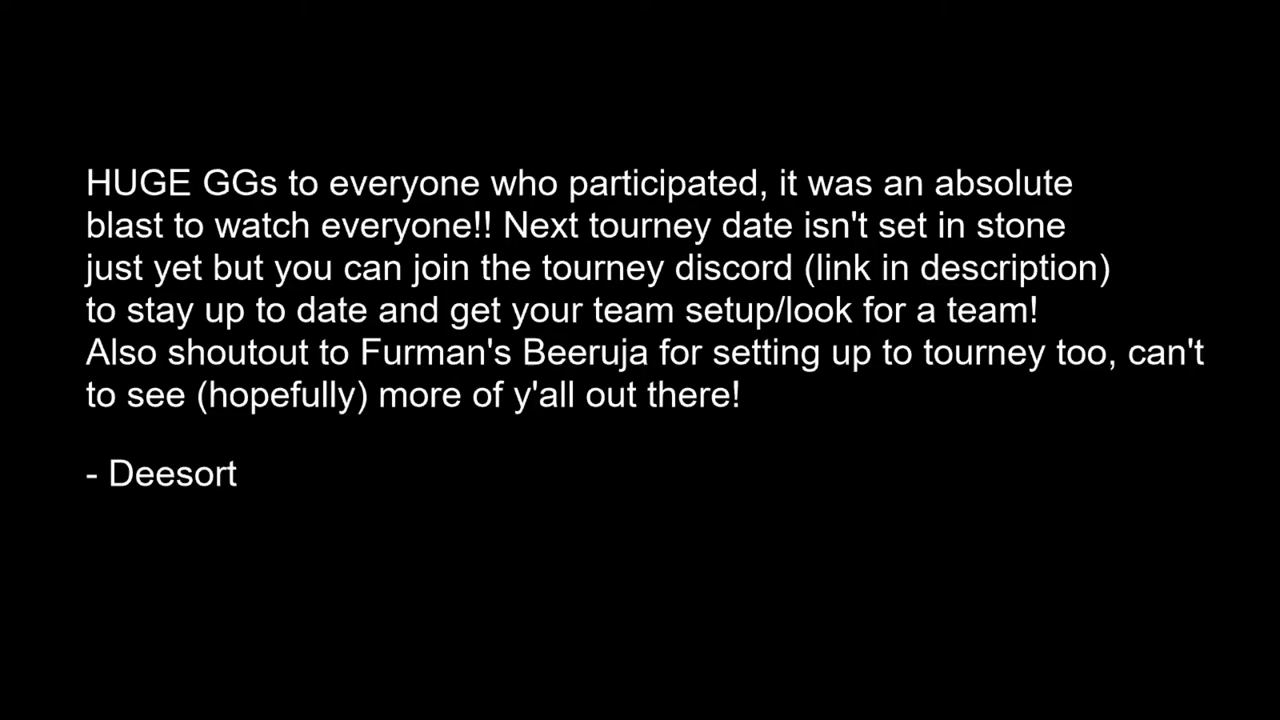 HUGE GGs to everyone who participated, it was an absolute
blast to watch everyone!! Next tourney date isn't set in stone
just yet but you can join the tourney discord (link in description)
to stay up to date and get your team setup/look for a team!
Also shoutout to Furman's Beeruja for setting up to tourney too, can't
to see (hopefully) more of y'all out there!
- Deesort